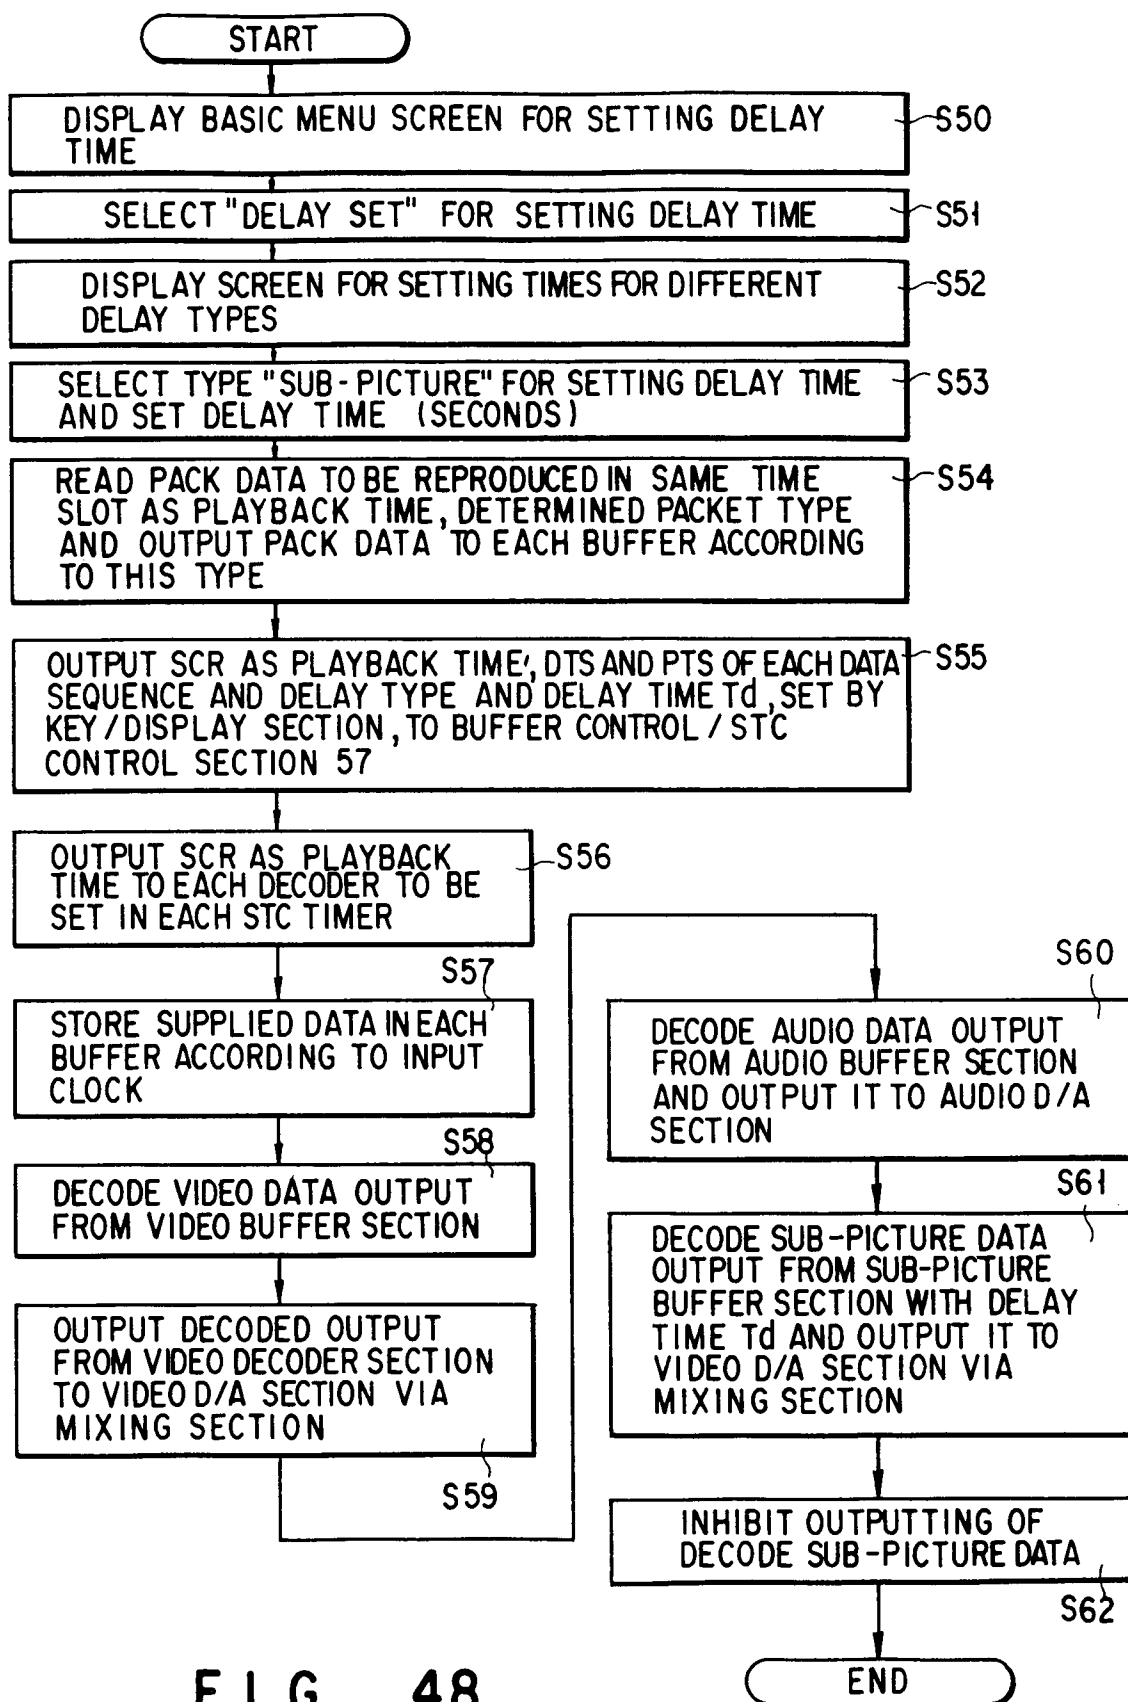 START
DISPLAY BASIC MENU SCREEN FOR SETTING DELAY
TIME
S50
SELECT "DELAY SET" FOR SETTING DELAY TIME
S51
DISPLAY SCREEN FOR SETTING TIMES FOR DIFFERENT
DELAY TYPES
S52
SELECT TYPE "SUB-PICTURE" FOR SETTING DELAY TIME
AND SET DELAY TIME (SECONDS)
S53
READ PACK DATA TO BE REPRODUCED IN SAME TIME
SLOT AS PLAYBACK TIME, DETERMINED PACKET TYPE
AND OUTPUT PACK DATA TO EACH BUFFER ACCORDING
TO THIS TYPE
S54
OUTPUT SCR AS PLAYBACK TIME, DTS AND PTS OF EACH DATA
SEQUENCE AND DELAY TYPE AND DELAY TIME Td, SET BY
KEY/DISPLAY SECTION, TO BUFFER CONTROL / STC
CONTROL SECTION 57
S55
OUTPUT SCR AS PLAYBACK
TIME TO EACH DECODER TO BE
SET IN EACH STC TIMER
S56
S57
STORE SUPPLIED DATA IN EACH
BUFFER ACCORDING TO INPUT
CLOCK
S58
DECODE VIDEO DATA OUTPUT
FROM VIDEO BUFFER SECTION
OUTPUT DECODED OUTPUT
FROM VIDEO DECODER SECTION
TO VIDEO D/A SECTION VIA
MIXING SECTION
S59
S60
DECODE AUDIO DATA OUTPUT
FROM AUDIO BUFFER SECTION
AND OUTPUT IT TO AUDIO D/A
SECTION
S61
DECODE SUB-PICTURE DATA
OUTPUT FROM SUB-PICTURE
BUFFER SECTION WITH DELAY
TIME Td AND OUTPUT IT TO
VIDEO D/A SECTION VIA
MIXING SECTION
INHIBIT OUTPUTTING OF
DECODE SUB-PICTURE DATA
S62
END
FIG. 48